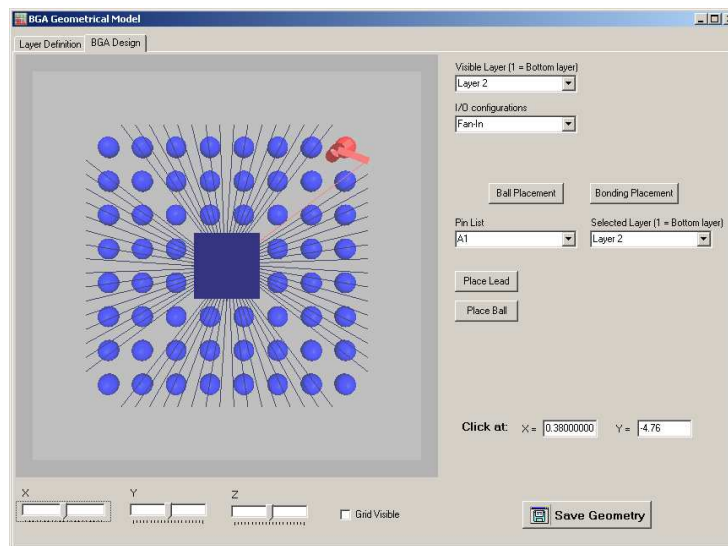 BGA Geometrical Model
Layer Definition BGA Design
Visible Layer (1 = Bottom layer)
Layer 2
I/O configurations
Fan-In
Ball Placement Bonding Placement
Pin List Selected Layer (1 = Bottom layer)
A1 Layer 2
Place Lead
Place Ball
Click at: X = 0.38000000 Y = -4.76
X Y Z
Grid Visible
Save Geometry